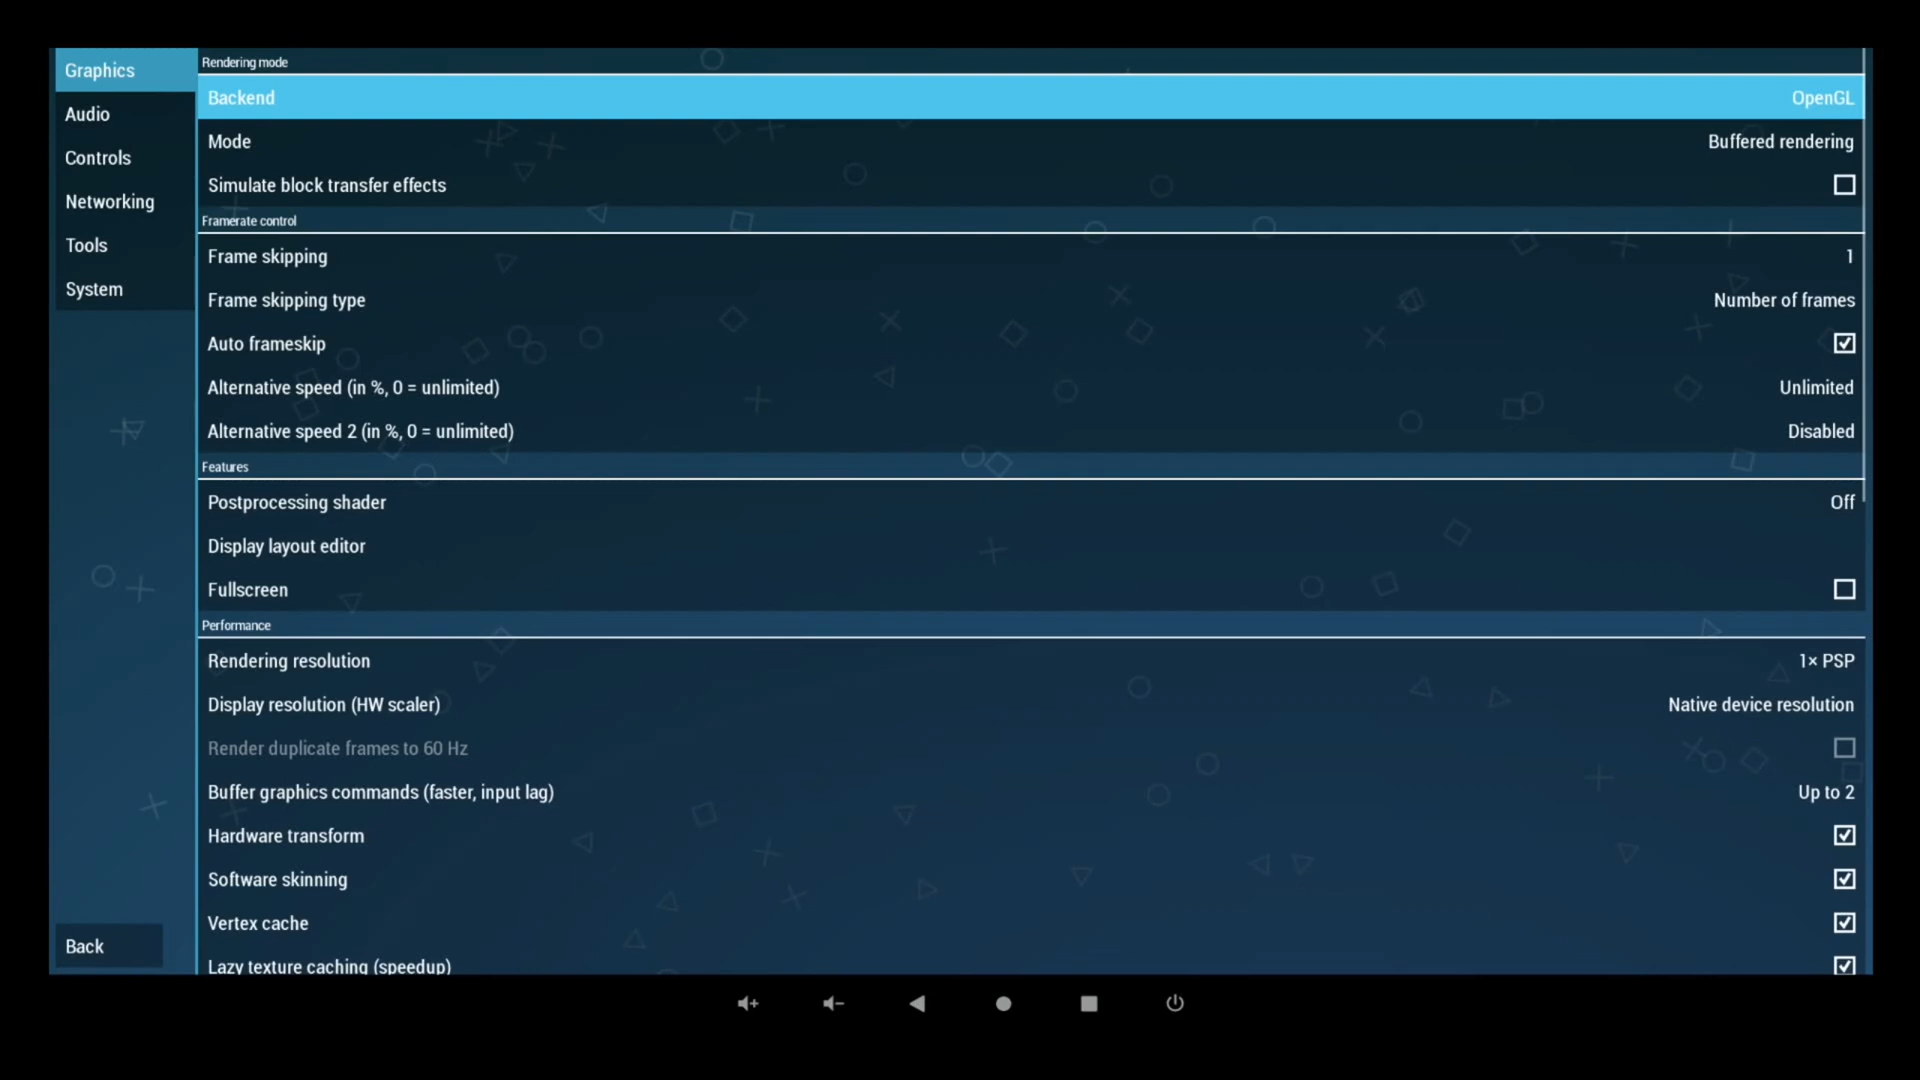 Graphics
Audio
Controls
Networking
Tools
System
Back
Rendering mode
Backend OpenGL
Mode Buffered rendering
Simulate block transfer effects
Framerate control
Frame skipping 1
Frame skipping type Number of frames
Auto frameskip
Alternative speed (in %, 0 = unlimited) Unlimited
Alternative speed 2 (in %, 0 = unlimited) Disabled
Features
Postprocessing shader Off
Display layout editor
Fullscreen
Performance
Rendering resolution 1× PSP
Display resolution (HW scaler) Native device resolution
Render duplicate frames to 60 Hz
Buffer graphics commands (faster, input lag) Up to 2
Hardware transform
Software skinning
Vertex cache
Lazy texture caching (speedup)